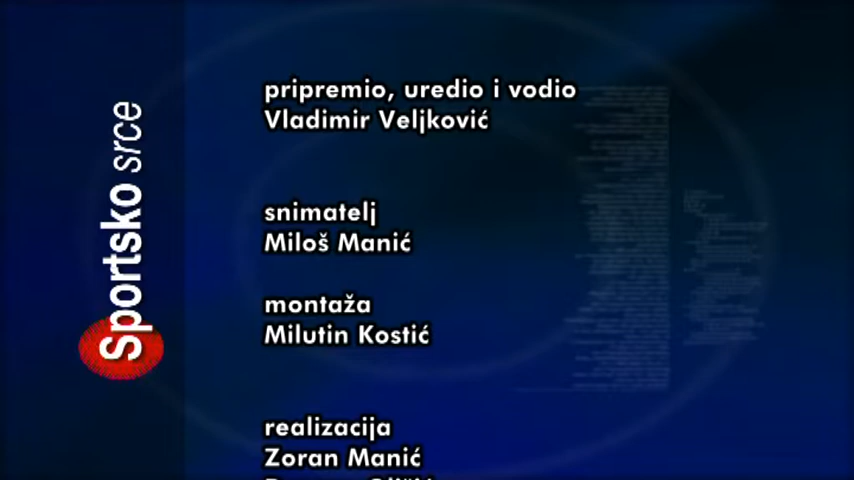 Sportsko srce
pripremio, uredio i vodio
Vladimir Veljković
snimatelj
Miloš Manić
montaža
Milutin Kostić
realizacija
Zoran Manić